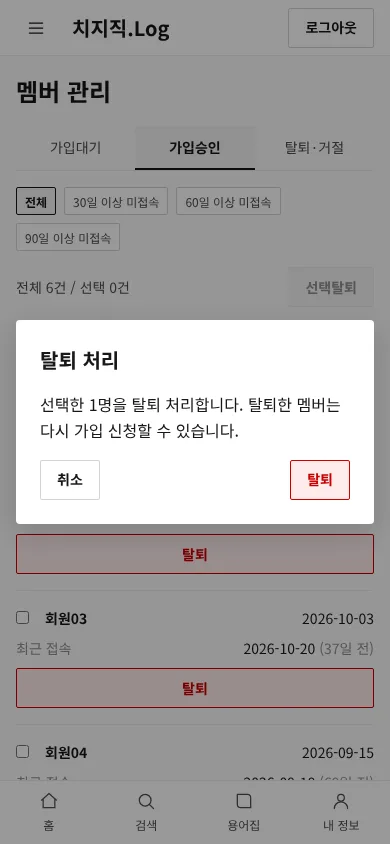 치지직.Log
로그아웃
멤버 관리
가입대기
가입승인
탈퇴·거절
전체
30일 이상 미접속
60일 이상 미접속
90일 이상 미접속
전체 6건 / 선택 0건
선택탈퇴
탈퇴 처리
선택한 1명을 탈퇴 처리합니다. 탈퇴한 멤버는
다시 가입 신청할 수 있습니다.
취소
탈퇴
탈퇴
회원03
2026-10-03
최근 접속
2026-10-20 (37일 전)
탈퇴
회원04
2026-09-15
홈
검색
용어집
내 정보